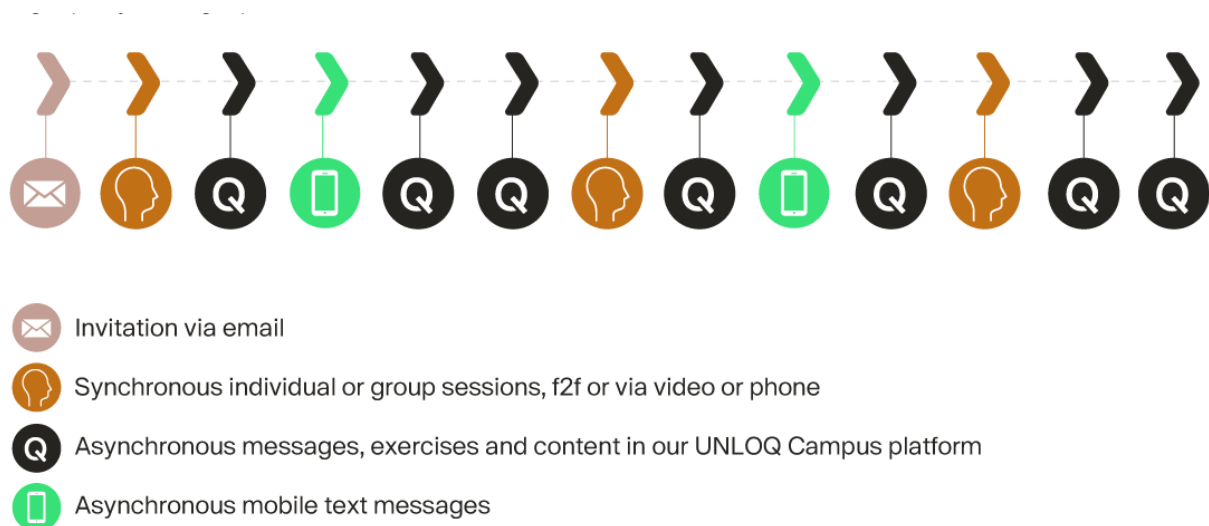 Q Q Q Q Q Q Q
Invitation via email
Synchronous individual or group sessions, f2f or via video or phone
Q Asynchronous messages, exercises and content in our UNLOQ Campus platform
Asynchronous mobile text messages